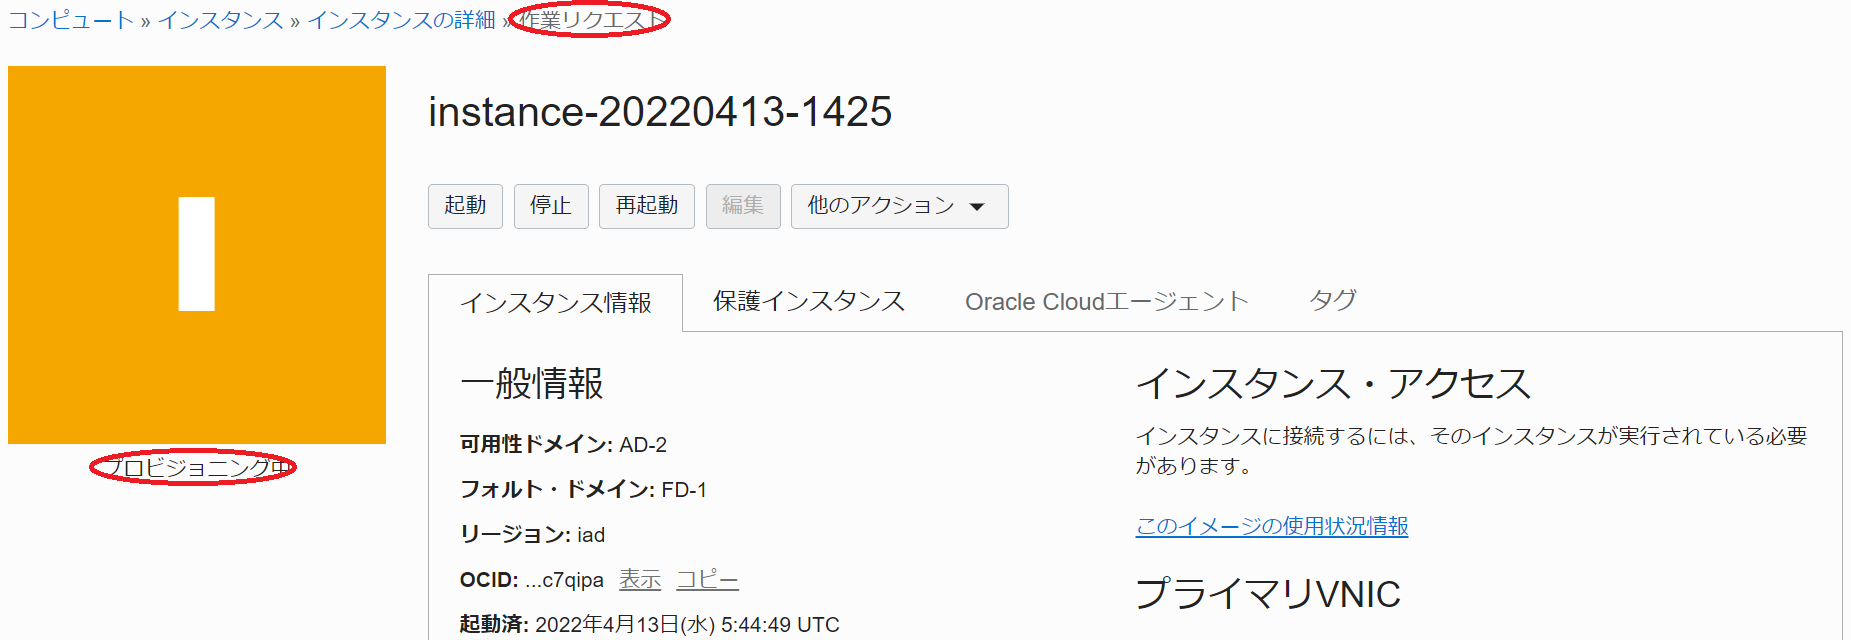 コンピュート » インスタンス » インスタンスの詳細 » 作業リクエスト
I
プロビジョニング中
instance-20220413-1425
起動 停止 再起動 編集 他のアクション
インスタンス情報 保護インスタンス Oracle Cloudエージェント タグ
一般情報
可用性ドメイン: AD-2
フォルト・ドメイン: FD-1
リージョン: iad
OCID: ...c7qipa 表示 コピー
起動済: 2022年4月13日(水) 5:44:49 UTC
インスタンス・アクセス
インスタンスに接続するには、そのインスタンスが実行されている必要
があります。
このイメージの使用状況情報
プライマリVNIC